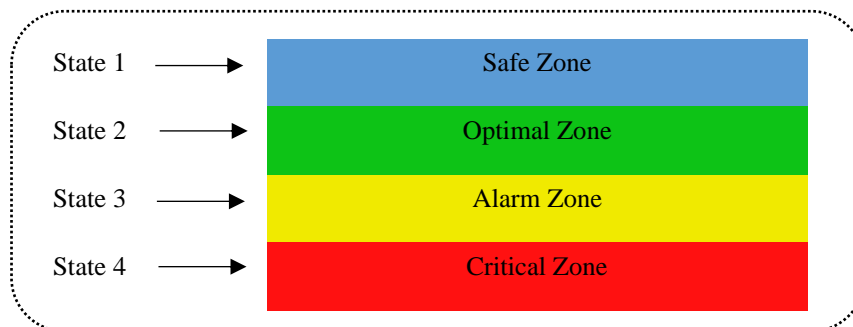 State 1 Safe Zone
State 2 Optimal Zone
State 3 Alarm Zone
State 4 Critical Zone